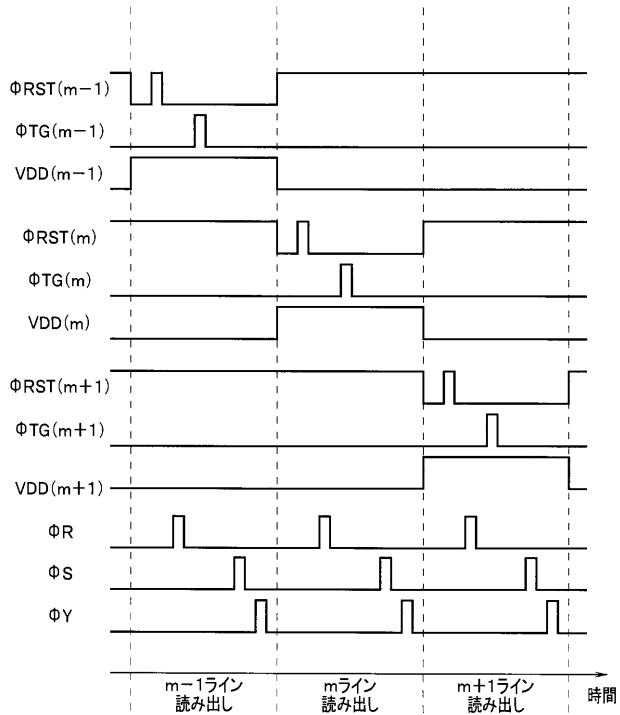 ΦRST(m−1)
ΦTG(m−1)
VDD(m−1)
ΦRST(m)
ΦTG(m)
VDD(m)
ΦRST(m+1)
ΦTG(m+1)
VDD(m+1)
ΦR
ΦS
ΦY
m−1ライン
読み出し
mライン
読み出し
m+1ライン
読み出し
時間